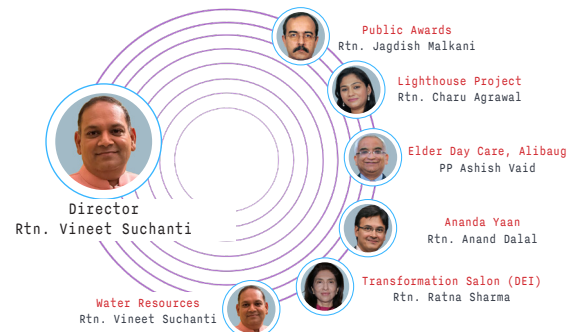 Public Awards
Rtn. Jagdish Malkani
Lighthouse Project
Rtn. Charu Agrawal
Elder Day Care, Alibaug
PP Ashish Vaid
Director
Rtn. Vineet Suchanti
Ananda Yaan
Rtn. Anand Dalal
Transformation Salon (DEI)
Rtn. Ratna Sharma
Water Resources
Rtn. Vineet Suchanti